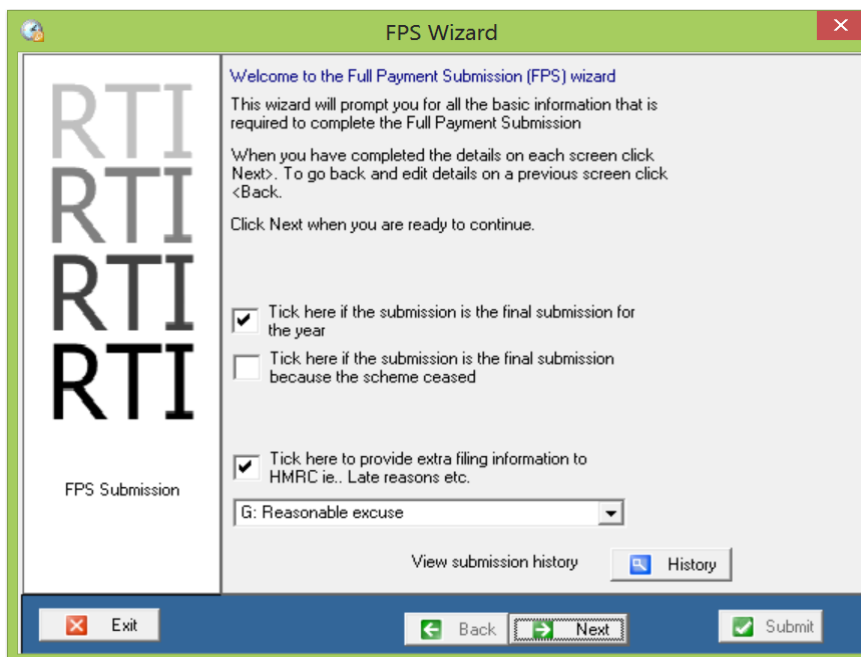 FPS Wizard
RTI
RTI
RTI
RTI
FPS Submission
Welcome to the Full Payment Submission (FPS) wizard
This wizard will prompt you for all the basic information that is
required to complete the Full Payment Submission
When you have completed the details on each screen click
Next>. To go back and edit details on a previous screen click
<Back.
Click Next when you are ready to continue.
Tick here if the submission is the final submission for
the year
Tick here if the submission is the final submission
because the scheme ceased
Tick here to provide extra filing information to
HMRC ie.. Late reasons etc.
G: Reasonable excuse
View submission history
History
Exit
Back
Next
Submit